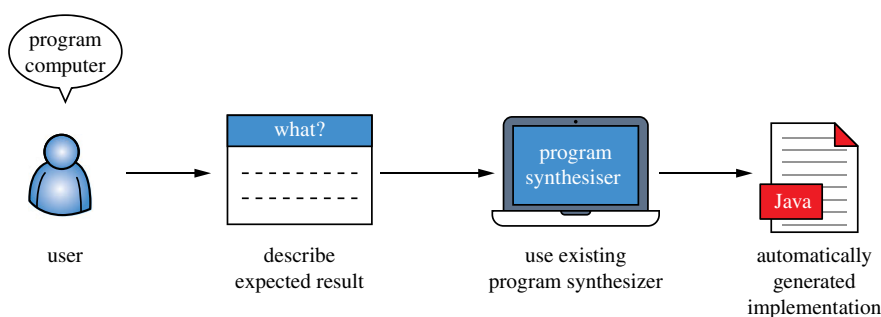 program
computer
what?
program
synthesiser
Java
user
describe
expected result
use existing
program synthesizer
automatically
generated
implementation